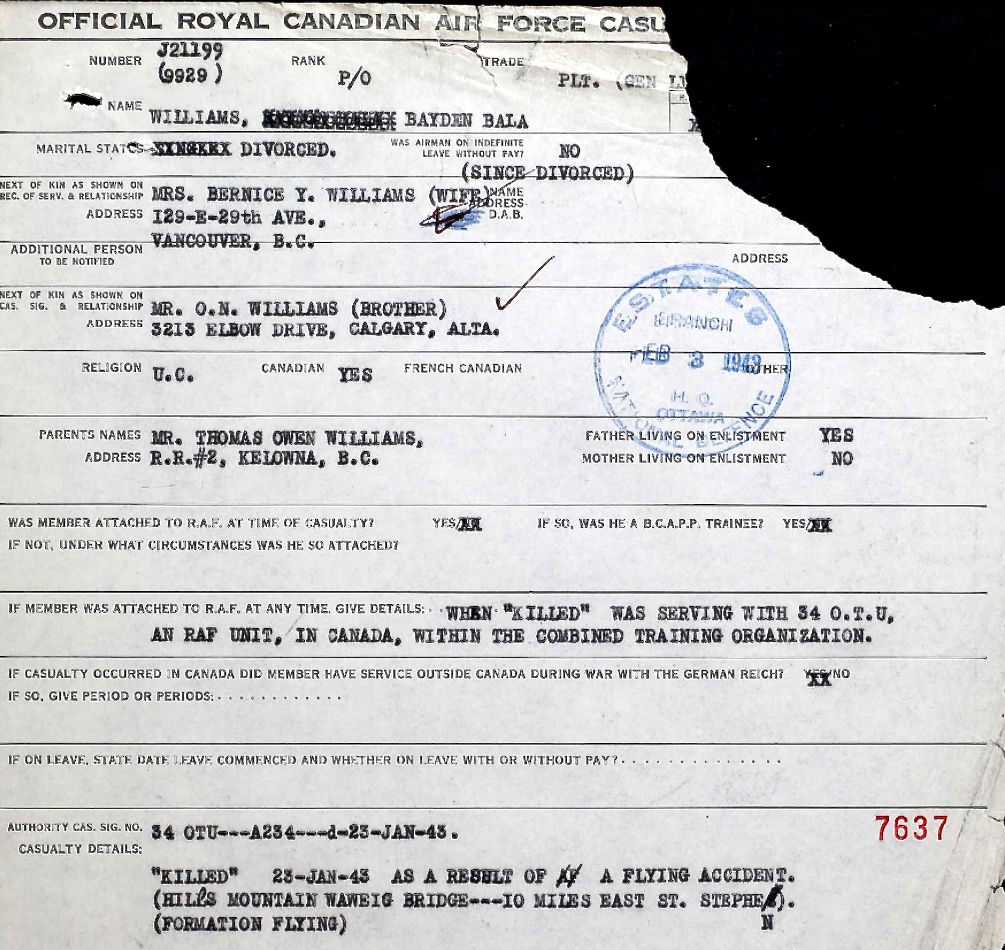 OFFICIAL ROYAL CANADIAN AIR FORCE CASU
NUMBER J21199 (9929 ) RANK P/O TRADE PLT. (GEN
NAME WILLIAMS, BAYDEN BALA
MARITAL STATUS DIVORCED. WAS AIRMAN ON INDEFINITE LEAVE WITHOUT PAY? NO
(SINCE DIVORCED)
NEXT OF KIN AS SHOWN ON REC. OF SERV. & RELATIONSHIP MRS. BERNICE Y. WILLIAMS (WIFE) NAME
ADDRESS 129-E-29th AVE., ADDRESS D.A.B.
VANCOUVER, B.C.
ADDITIONAL PERSON TO BE NOTIFIED ADDRESS
NEXT OF KIN AS SHOWN ON CAS. SIG. & RELATIONSHIP MR. O.N. WILLIAMS (BROTHER)
ADDRESS 3213 ELBOW DRIVE, CALGARY, ALTA.
ESTATES
BRANCH
FEB 3 1943
H. Q.
OTTAWA
NATIONAL DEFENCE
RELIGION U.C. CANADIAN YES FRENCH CANADIAN OTHER
PARENTS NAMES MR. THOMAS OWEN WILLIAMS, FATHER LIVING ON ENLISTMENT YES
ADDRESS R.R.#2, KELOWNA, B.C. MOTHER LIVING ON ENLISTMENT NO
WAS MEMBER ATTACHED TO R.A.F. AT TIME OF CASUALTY? YES/XX IF SO, WAS HE A B.C.A.P.P. TRAINEE? YES/XX
IF NOT, UNDER WHAT CIRCUMSTANCES WAS HE SO ATTACHED?
IF MEMBER WAS ATTACHED TO R.A.F. AT ANY TIME, GIVE DETAILS: WHEN "KILLED" WAS SERVING WITH 34 O.T.U,
AN RAF UNIT, IN CANADA, WITHIN THE COMBINED TRAINING ORGANIZATION.
IF CASUALTY OCCURRED IN CANADA DID MEMBER HAVE SERVICE OUTSIDE CANADA DURING WAR WITH THE GERMAN REICH? YES/NO
IF SO, GIVE PERIOD OR PERIODS: . . . . . . . . . . . .
IF ON LEAVE, STATE DATE LEAVE COMMENCED AND WHETHER ON LEAVE WITH OR WITHOUT PAY? . . . . . . . . . . . . . .
AUTHORITY CAS. SIG. NO. 34 OTU---A234---d-23-JAN-43. 7637
CASUALTY DETAILS:
"KILLED" 23-JAN-43 AS A RESULT OF A FLYING ACCIDENT.
(HILLS MOUNTAIN WAWEIG BRIDGE---10 MILES EAST ST. STEPHEN).
(FORMATION FLYING)